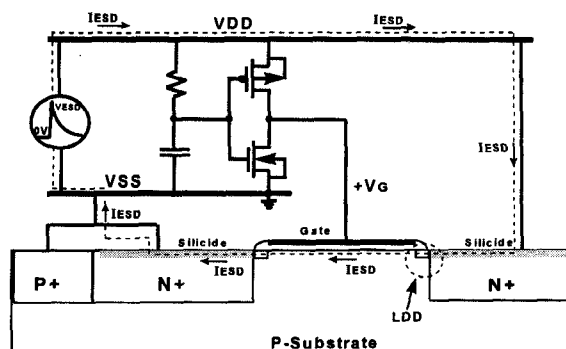 IESD
VDD
IESD
VESD
0V
IESD
VSS
+VG
IESD
Silicide
Gate
Silicide
IESD
IESD
P+
N+
LDD
N+
P-Substrate